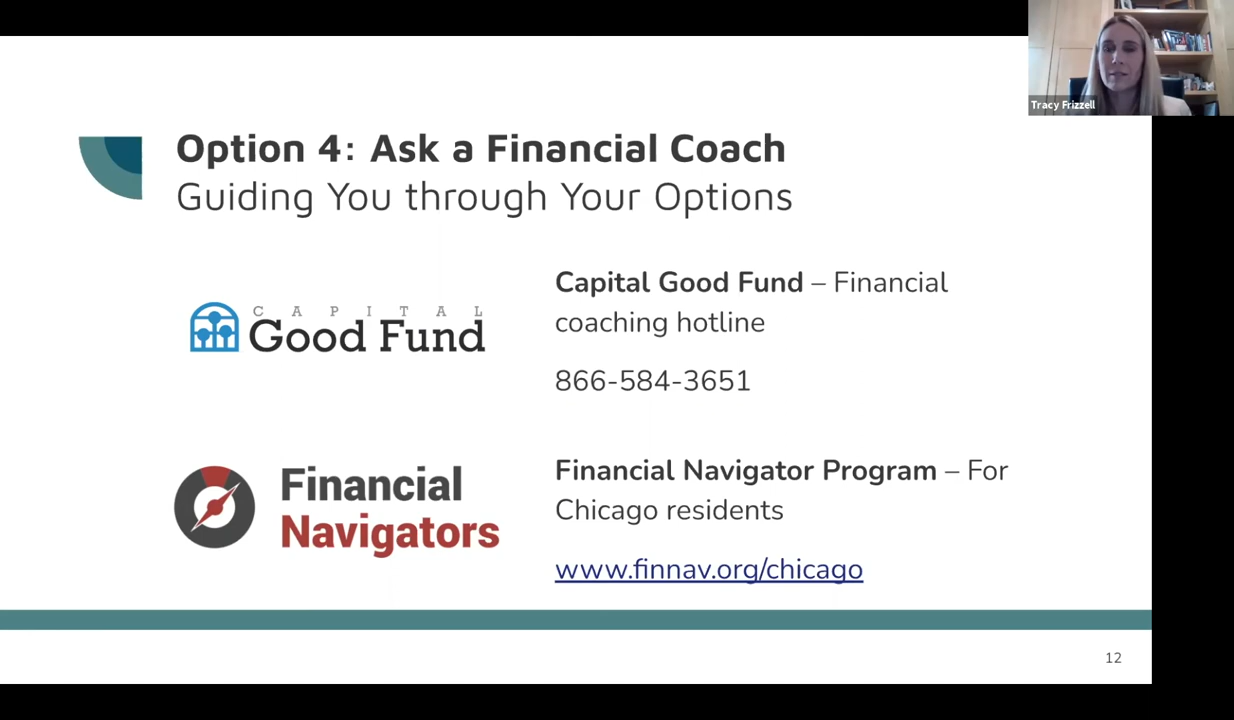 Tracy Frizzell
Option 4: Ask a Financial Coach
Guiding You through Your Options
CAPITAL
Good Fund
Capital Good Fund – Financial
coaching hotline
866-584-3651
Financial
Navigators
Financial Navigator Program – For
Chicago residents
www.finnav.org/chicago
12